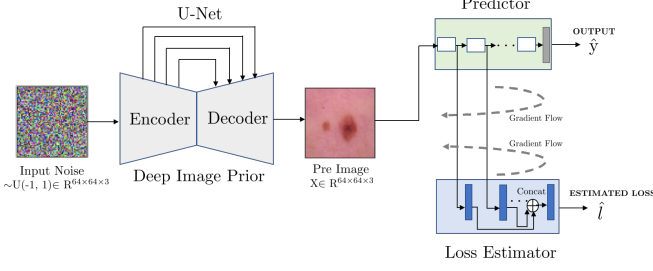 U-Net
Predictor
OUTPUT
ŷ
Encoder
Decoder
Gradient Flow
Gradient Flow
Input Noise
∼U(-1, 1)∈ R^{64×64×3}
Deep Image Prior
Pre Image
X∈ R^{64×64×3}
Concat
ESTIMATED LOSS
l̂
Loss Estimator